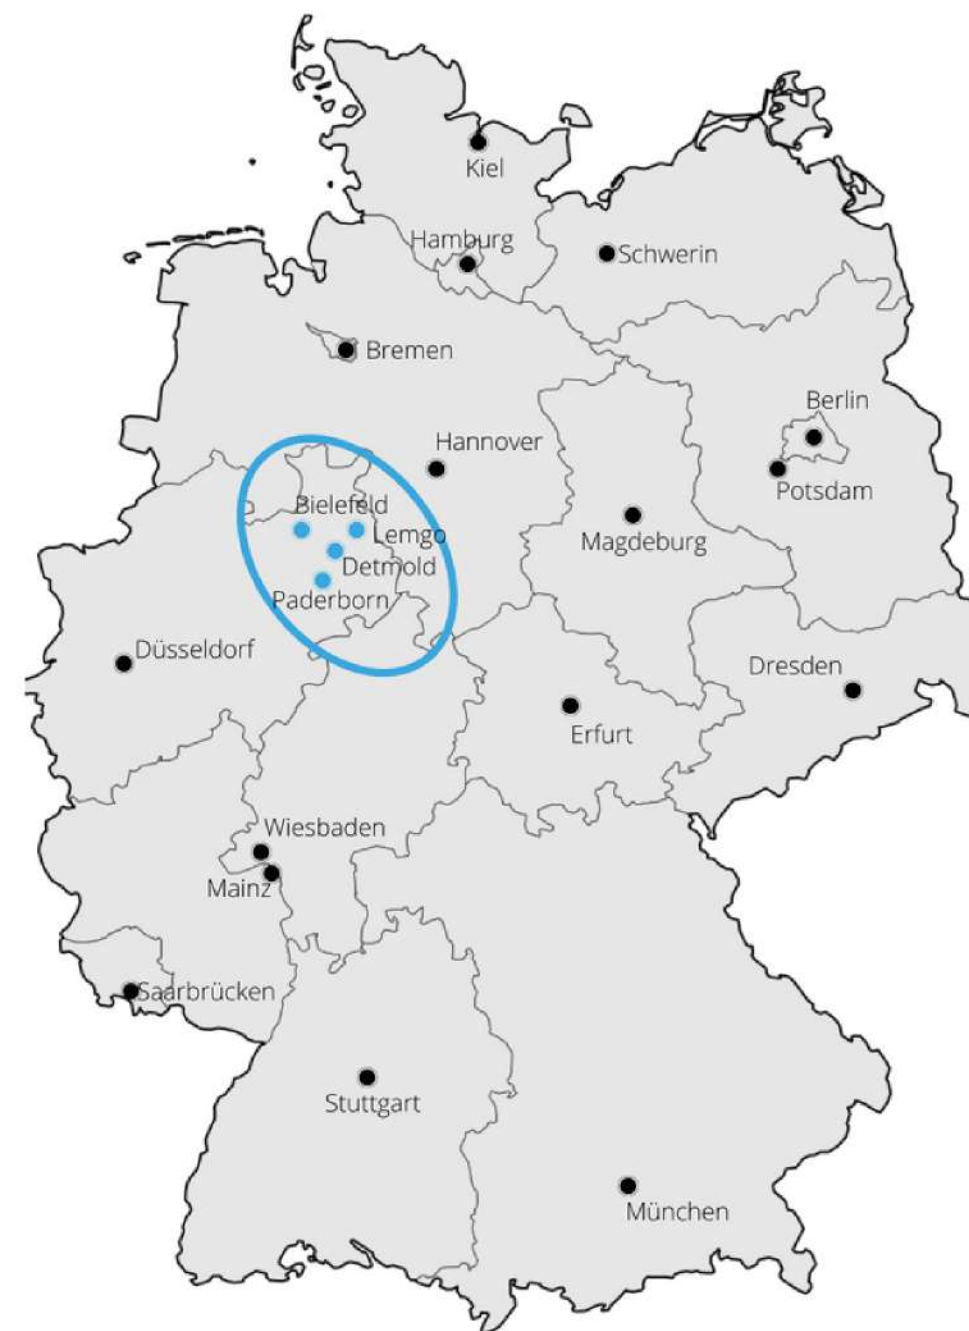 Kiel
Hamburg
Schwerin
Bremen
Berlin
Hannover
Potsdam
Bielefeld
Lemgo
Magdeburg
Detmold
Paderborn
Düsseldorf
Dresden
Erfurt
Wiesbaden
Mainz
Saarbrücken
Stuttgart
München